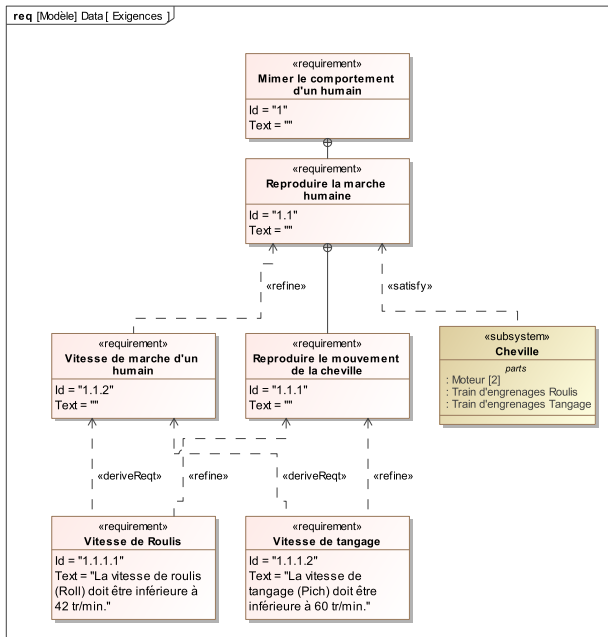 req [Modèle] Data [ Exigences ]
«requirement»
Mimer le comportement
d'un humain
Id = "1"
Text = ""
«requirement»
Reproduire la marche
humaine
Id = "1.1"
Text = ""
«refine»
«satisfy»
«requirement»
Vitesse de marche d'un
humain
Id = "1.1.2"
Text = ""
«requirement»
Reproduire le mouvement
de la cheville
Id = "1.1.1"
Text = ""
«subsystem»
Cheville
parts
: Moteur [2]
: Train d'engrenages Roulis
: Train d'engrenages Tangage
«deriveReqt»
«refine»
«deriveReqt»
«refine»
«requirement»
Vitesse de Roulis
Id = "1.1.1.1"
Text = "La vitesse de roulis
(Roll) doit être inférieure à
42 tr/min."
«requirement»
Vitesse de tangage
Id = "1.1.1.2"
Text = "La vitesse de
tangage (Pich) doit être
inférieure à 60 tr/min."